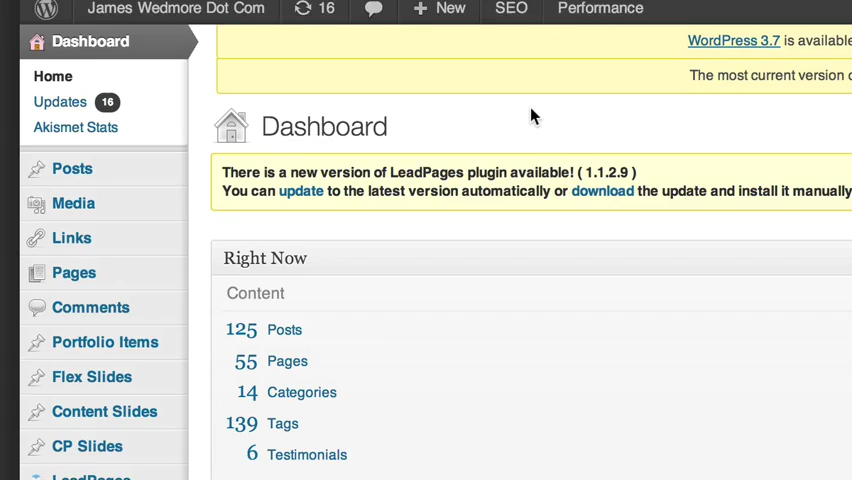 James Wedmore Dot Com 16 New SEO Performance
Dashboard
Home
Updates 16
Akismet Stats
Posts
Media
Links
Pages
Comments
Portfolio Items
Flex Slides
Content Slides
CP Slides
LeadPages
WordPress 3.7 is available
The most current version
Dashboard
There is a new version of LeadPages plugin available! ( 1.1.2.9 )
You can update to the latest version automatically or download the update and install it manually
Right Now
Content
125 Posts
55 Pages
14 Categories
139 Tags
6 Testimonials